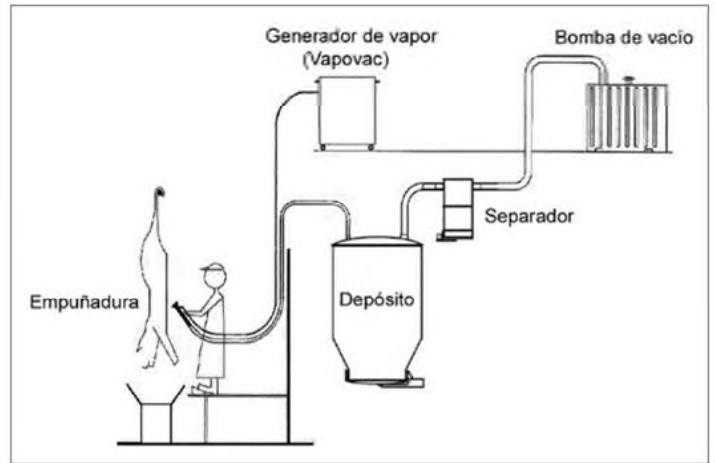 Generador de vapor
(Vapovac)
Bomba de vacío
Separador
Empuñadura
Depósito